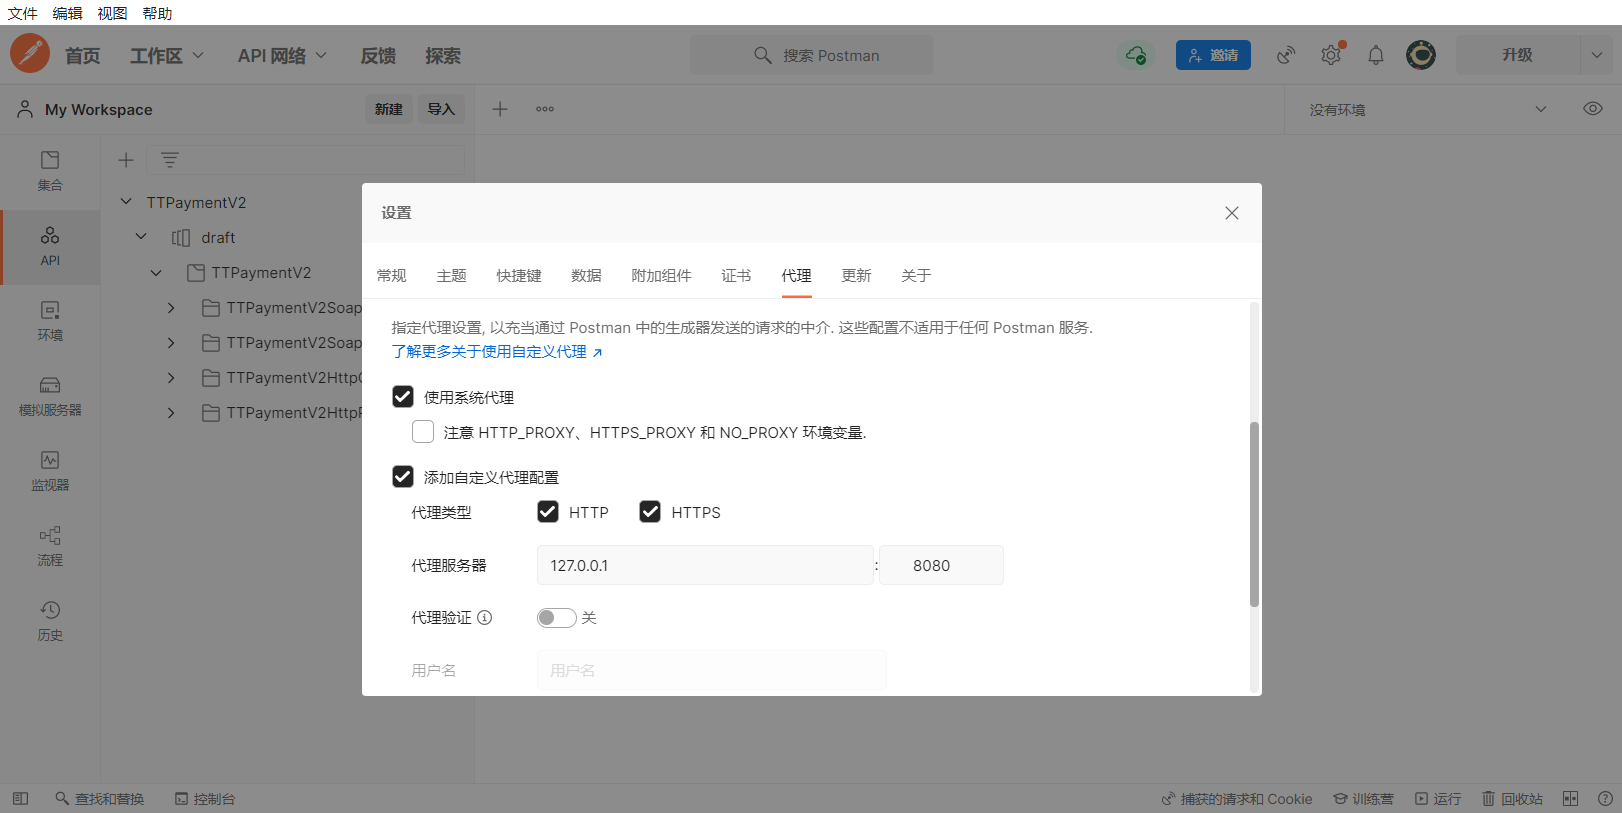 文件 编辑 视图 帮助
首页 工作区 API 网络 反馈 探索 搜索 Postman 邀请 升级
My Workspace 新建 导入 没有环境
集合
API
环境
模拟服务器
监视器
流程
历史
TTPaymentV2
draft
TTPaymentV2
TTPaymentV2Soap
TTPaymentV2Soap
TTPaymentV2Http
TTPaymentV2Http
设置
常规 主题 快捷键 数据 附加组件 证书 代理 更新 关于
指定代理设置, 以充当通过 Postman 中的生成器发送的请求的中介. 这些配置不适用于任何 Postman 服务.
了解更多关于使用自定义代理
使用系统代理
注意 HTTP_PROXY、HTTPS_PROXY 和 NO_PROXY 环境变量.
添加自定义代理配置
代理类型 HTTP HTTPS
代理服务器 127.0.0.1 : 8080
代理验证 关
用户名 用户名
查找和替换 控制台 捕获的请求和 Cookie 训练营 运行 回收站